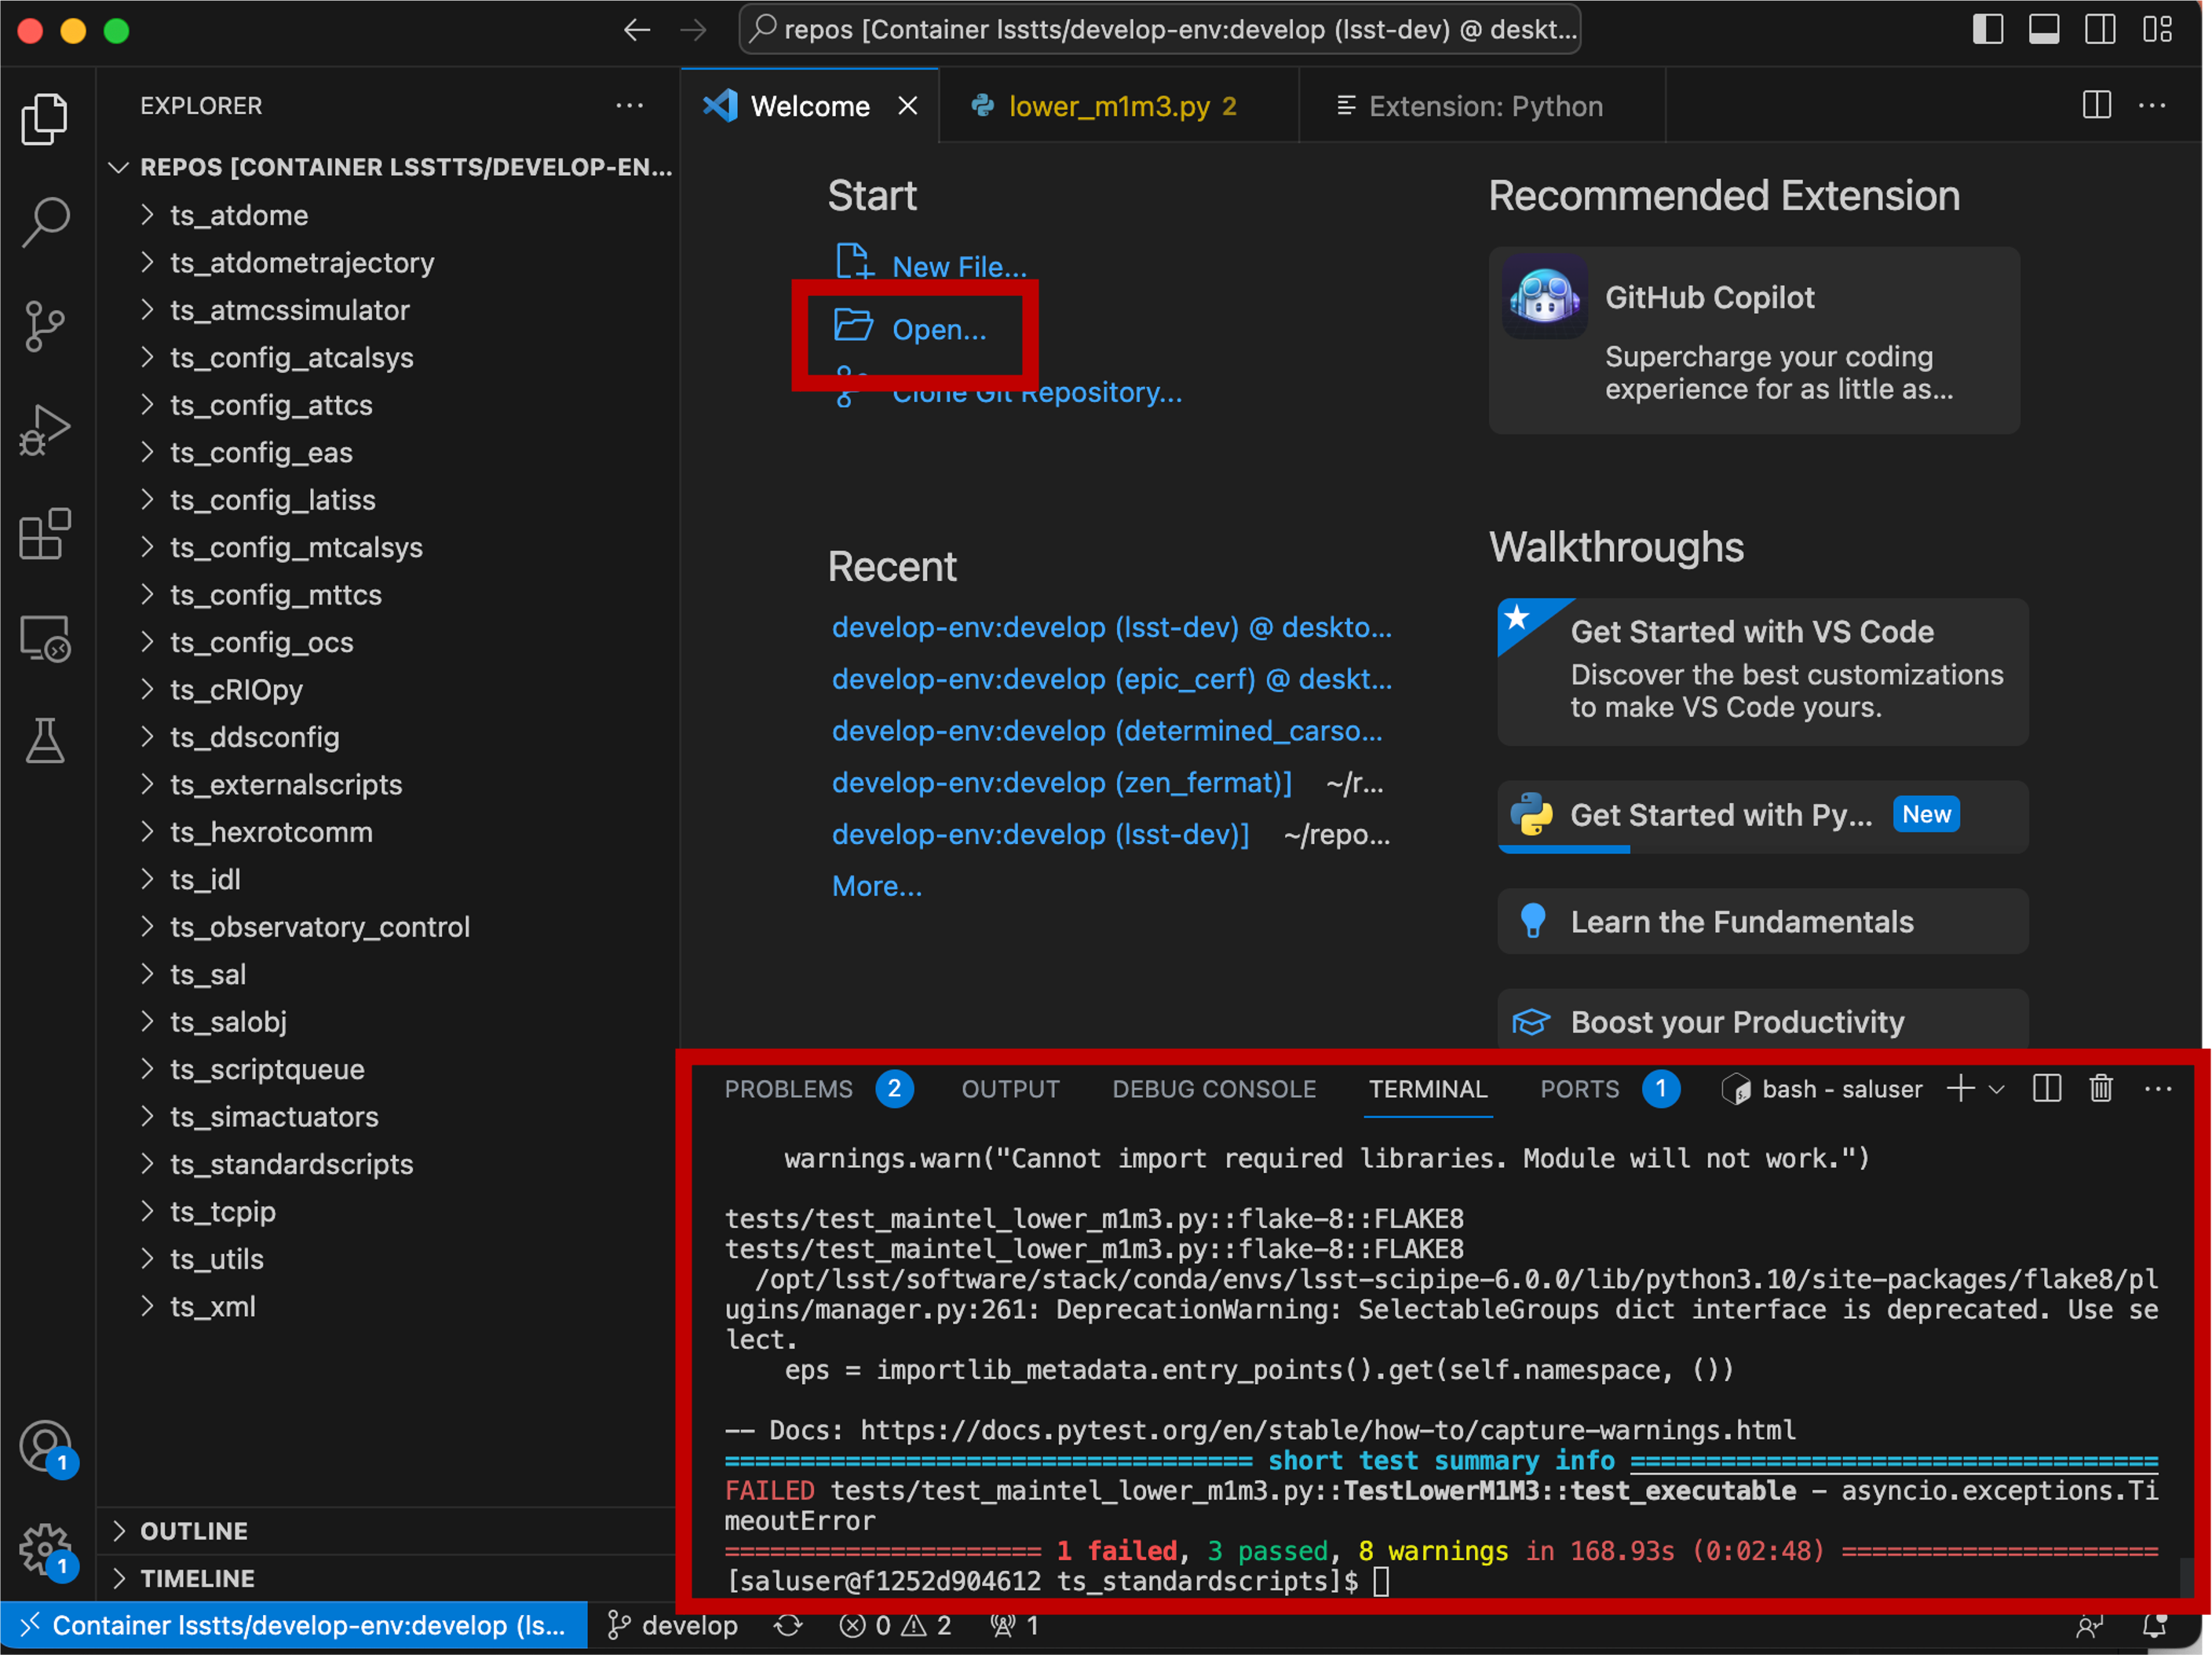 repos [Container lsstts/develop-env:develop (lsst-dev) @ deskt...
EXPLORER
REPOS [CONTAINER LSSTTS/DEVELOP-EN...
ts_atdome
ts_atdometrajectory
ts_atmcssimulator
ts_config_atcalsys
ts_config_attcs
ts_config_eas
ts_config_latiss
ts_config_mtcalsys
ts_config_mttcs
ts_config_ocs
ts_cRIOpy
ts_ddsconfig
ts_externalscripts
ts_hexrotcomm
ts_idl
ts_observatory_control
ts_sal
ts_salobj
ts_scriptqueue
ts_simactuators
ts_standardscripts
ts_tcpip
ts_utils
ts_xml
1
1
OUTLINE
TIMELINE
Welcome
lower_m1m3.py 2
Extension: Python
Start
New File...
Open...
Clone Git Repository...
Recent
develop-env:develop (lsst-dev) @ deskto...
develop-env:develop (epic_cerf) @ deskt...
develop-env:develop (determined_carso...
develop-env:develop (zen_fermat)] ~/r...
develop-env:develop (lsst-dev)] ~/repo...
More...
Recommended Extension
GitHub Copilot
Supercharge your coding
experience for as little as...
Walkthroughs
Get Started with VS Code
Discover the best customizations
to make VS Code yours.
Get Started with Py... New
Learn the Fundamentals
Boost your Productivity
PROBLEMS 2 OUTPUT DEBUG CONSOLE TERMINAL PORTS 1 bash - saluser
warnings.warn("Cannot import required libraries. Module will not work.")
tests/test_maintel_lower_m1m3.py::flake-8::FLAKE8
tests/test_maintel_lower_m1m3.py::flake-8::FLAKE8
/opt/lsst/software/stack/conda/envs/lsst-scipipe-6.0.0/lib/python3.10/site-packages/flake8/pl
ugins/manager.py:261: DeprecationWarning: SelectableGroups dict interface is deprecated. Use se
lect.
eps = importlib_metadata.entry_points().get(self.namespace, ())
-- Docs: https://docs.pytest.org/en/stable/how-to/capture-warnings.html
=================================== short test summary info ===================================
FAILED tests/test_maintel_lower_m1m3.py::TestLowerM1M3::test_executable - asyncio.exceptions.Ti
meoutError
===================== 1 failed, 3 passed, 8 warnings in 168.93s (0:02:48) =====================
[saluser@f1252d904612 ts_standardscripts]$
Container lsstts/develop-env:develop (ls... develop 0 2 1